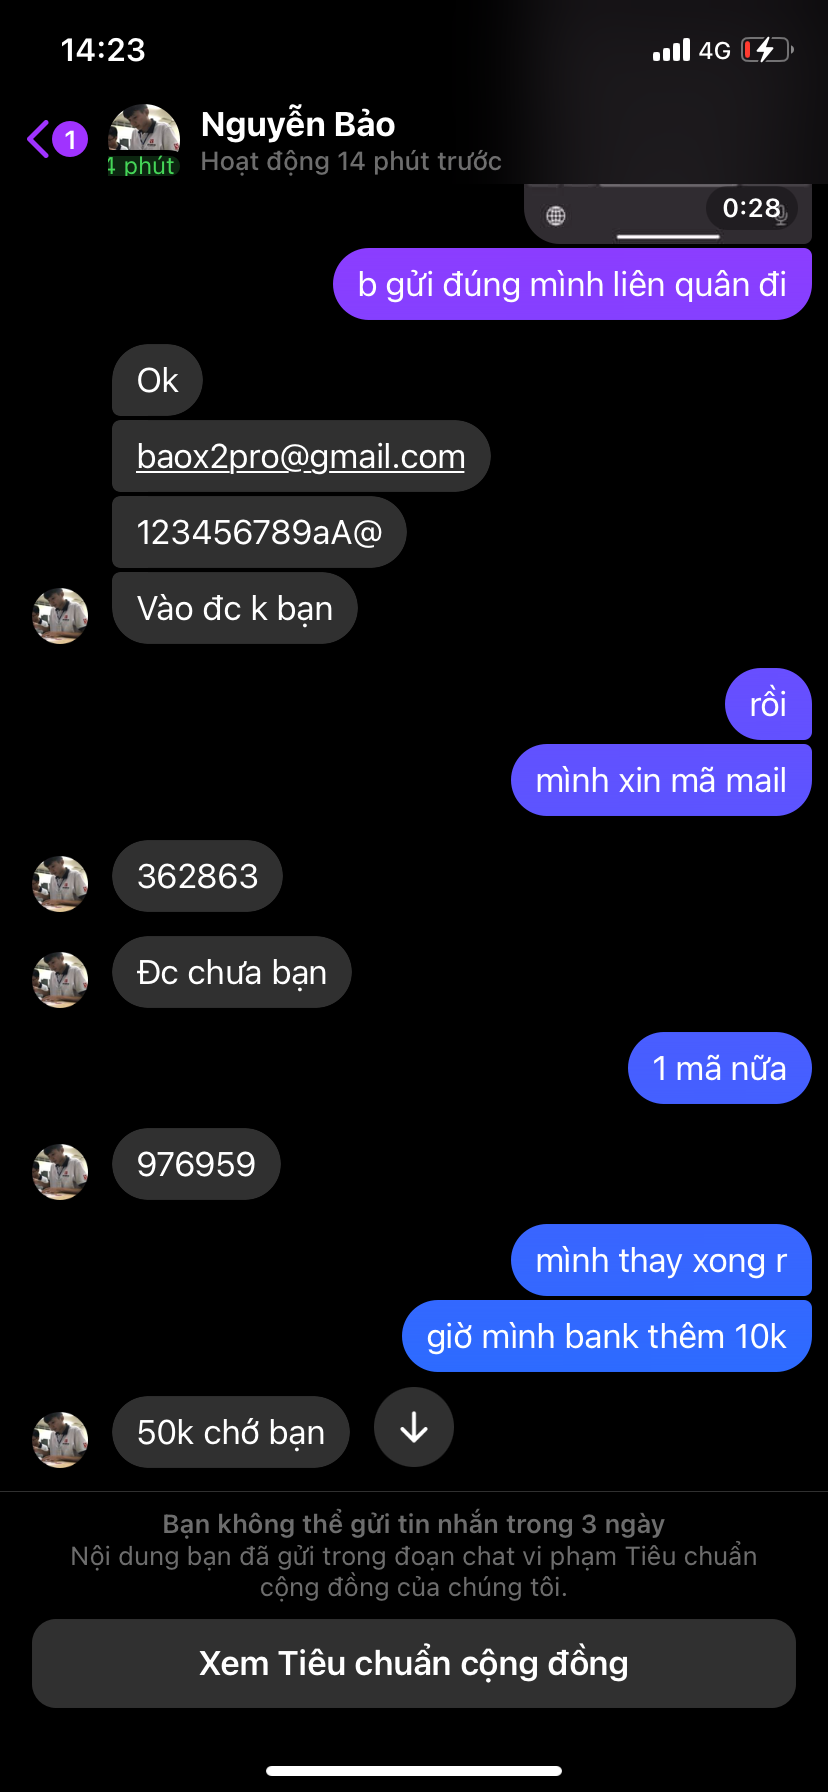 14:23
4G
1
Nguyễn Bảo
4 phút
Hoạt động 14 phút trước
0:28
b gửi đúng mình liên quân đi
Ok
baox2pro@gmail.com
123456789aA@
Vào đc k bạn
rồi
mình xin mã mail
362863
Đc chưa bạn
1 mã nữa
976959
mình thay xong r
giờ mình bank thêm 10k
50k chớ bạn
Bạn không thể gửi tin nhắn trong 3 ngày
Nội dung bạn đã gửi trong đoạn chat vi phạm Tiêu chuẩn
cộng đồng của chúng tôi.
Xem Tiêu chuẩn cộng đồng